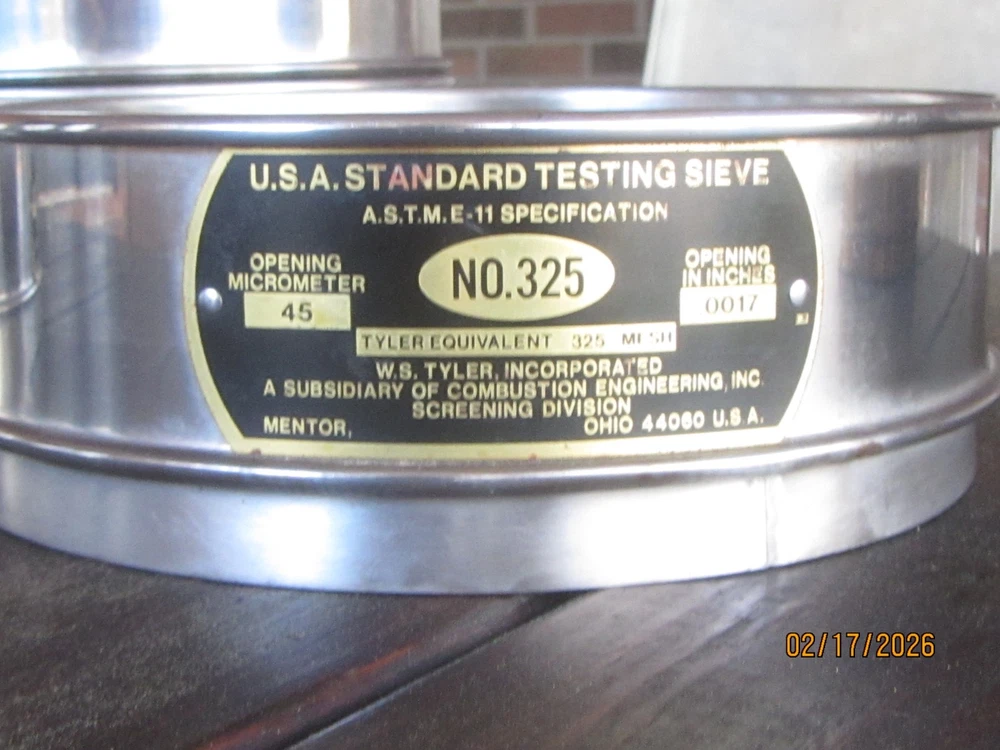 U.S.A. STANDARD TESTING SIEVE
A.S.T.M. E-11 SPECIFICATION
OPENING
MICROMETER
45
NO.325
OPENING
IN INCHES
0017
TYLER EQUIVALENT 325 MESH
W.S. TYLER, INCORPORATED
A SUBSIDIARY OF COMBUSTION ENGINEERING, INC.
SCREENING DIVISION
MENTOR, OHIO 44060 U.S.A.
02/17/2026